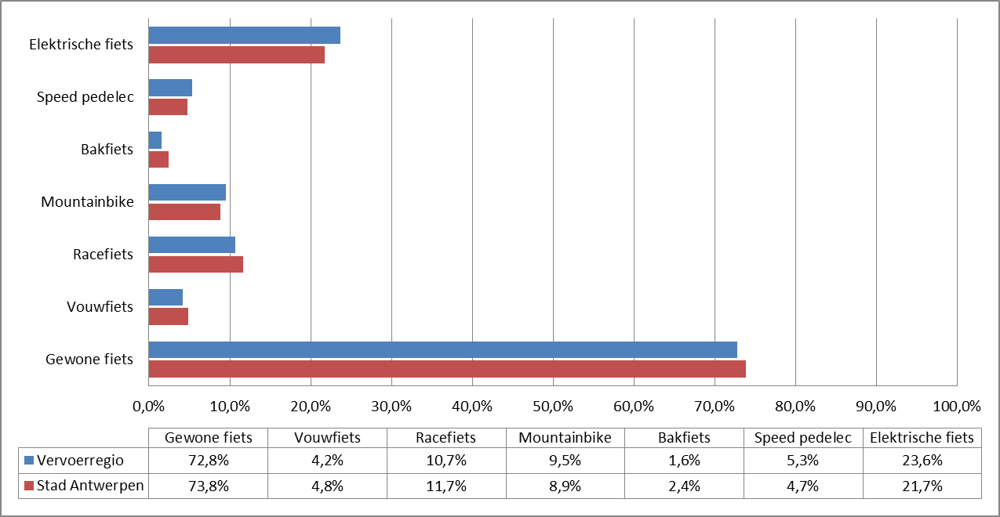 Elektrische fiets
Speed pedelec
Bakfiets
Mountainbike
Racefiets
Vouwfiets
Gewone fiets
0,0% 10,0% 20,0% 30,0% 40,0% 50,0% 60,0% 70,0% 80,0% 90,0% 100,0%
Gewone fiets Vouwfiets Racefiets Mountainbike Bakfiets Speed pedelec Elektrische fiets
Vervoerregio 72,8% 4,2% 10,7% 9,5% 1,6% 5,3% 23,6%
Stad Antwerpen 73,8% 4,8% 11,7% 8,9% 2,4% 4,7% 21,7%